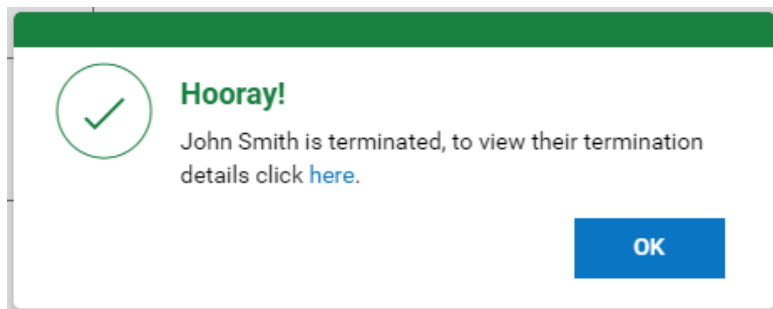 Hooray!
John Smith is terminated, to view their termination
details click here.
OK